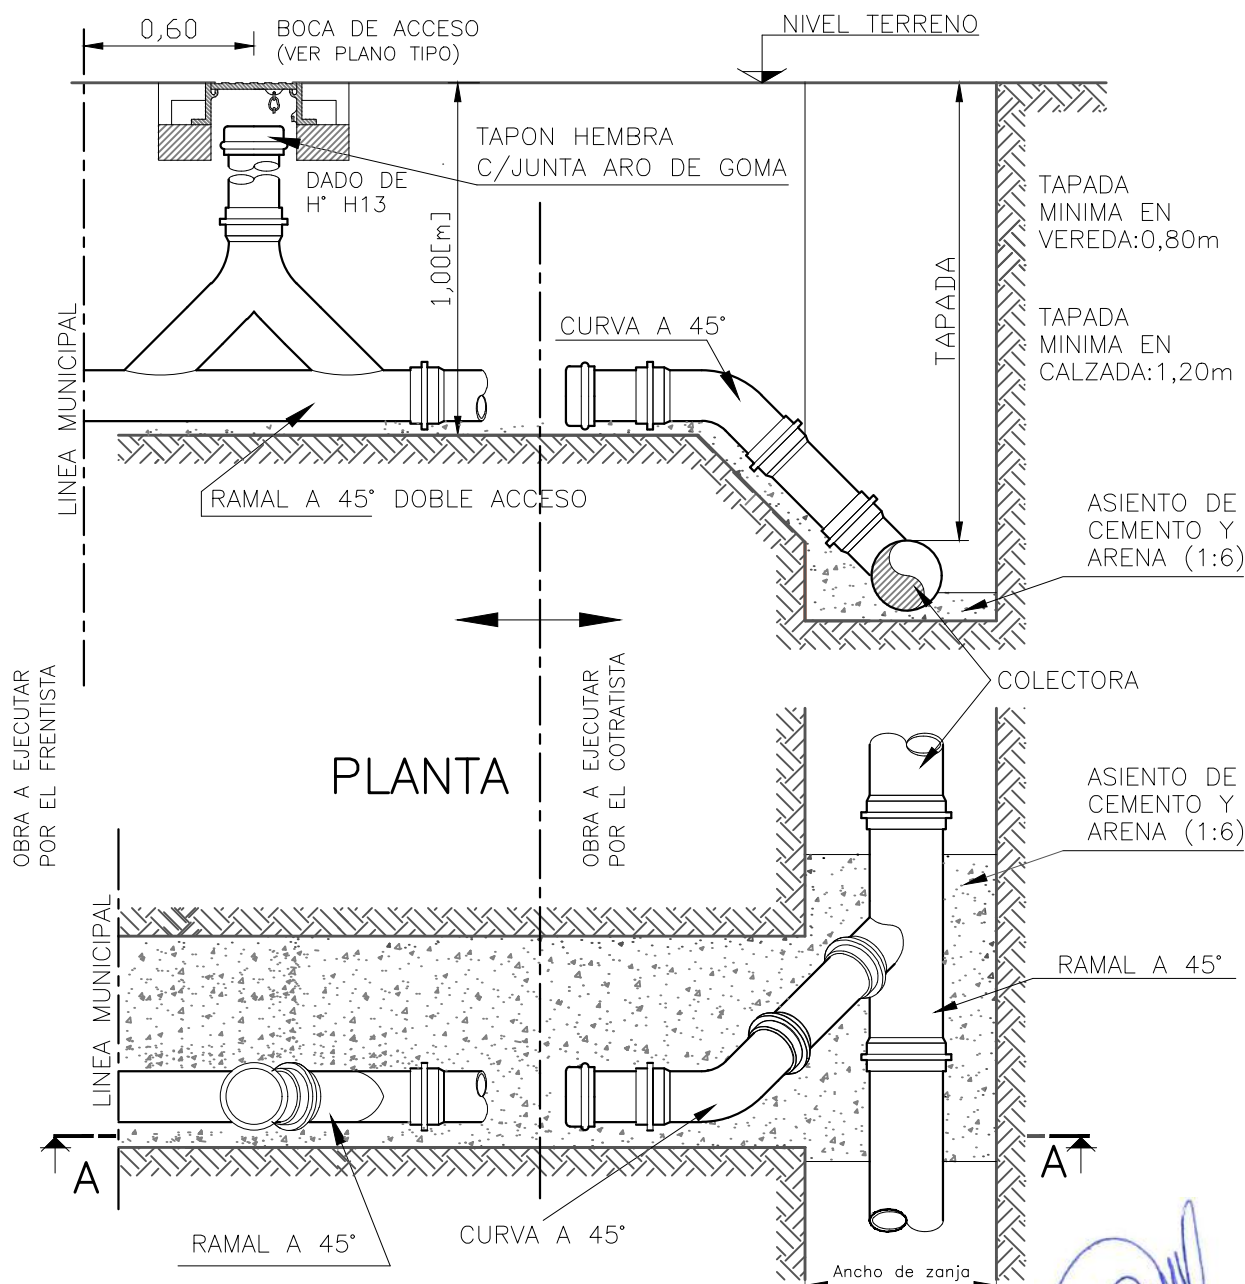 0,60
BOCA DE ACCESO
(VER PLANO TIPO)
NIVEL TERRENO
TAPON HEMBRA
C/JUNTA ARO DE GOMA
DADO DE
H° H13
1,00[m]
TAPADA
TAPADA
MINIMA EN
VEREDA:0,80m
TAPADA
MINIMA EN
CALZADA:1,20m
LINEA MUNICIPAL
CURVA A 45°
RAMAL A 45° DOBLE ACCESO
ASIENTO DE
CEMENTO Y
ARENA (1:6)
COLECTORA
OBRA A EJECUTAR
POR EL FRENTISTA
OBRA A EJECUTAR
POR EL COTRATISTA
PLANTA
ASIENTO DE
CEMENTO Y
ARENA (1:6)
LINEA MUNICIPAL
RAMAL A 45°
A
A
RAMAL A 45°
CURVA A 45°
Ancho de zanja